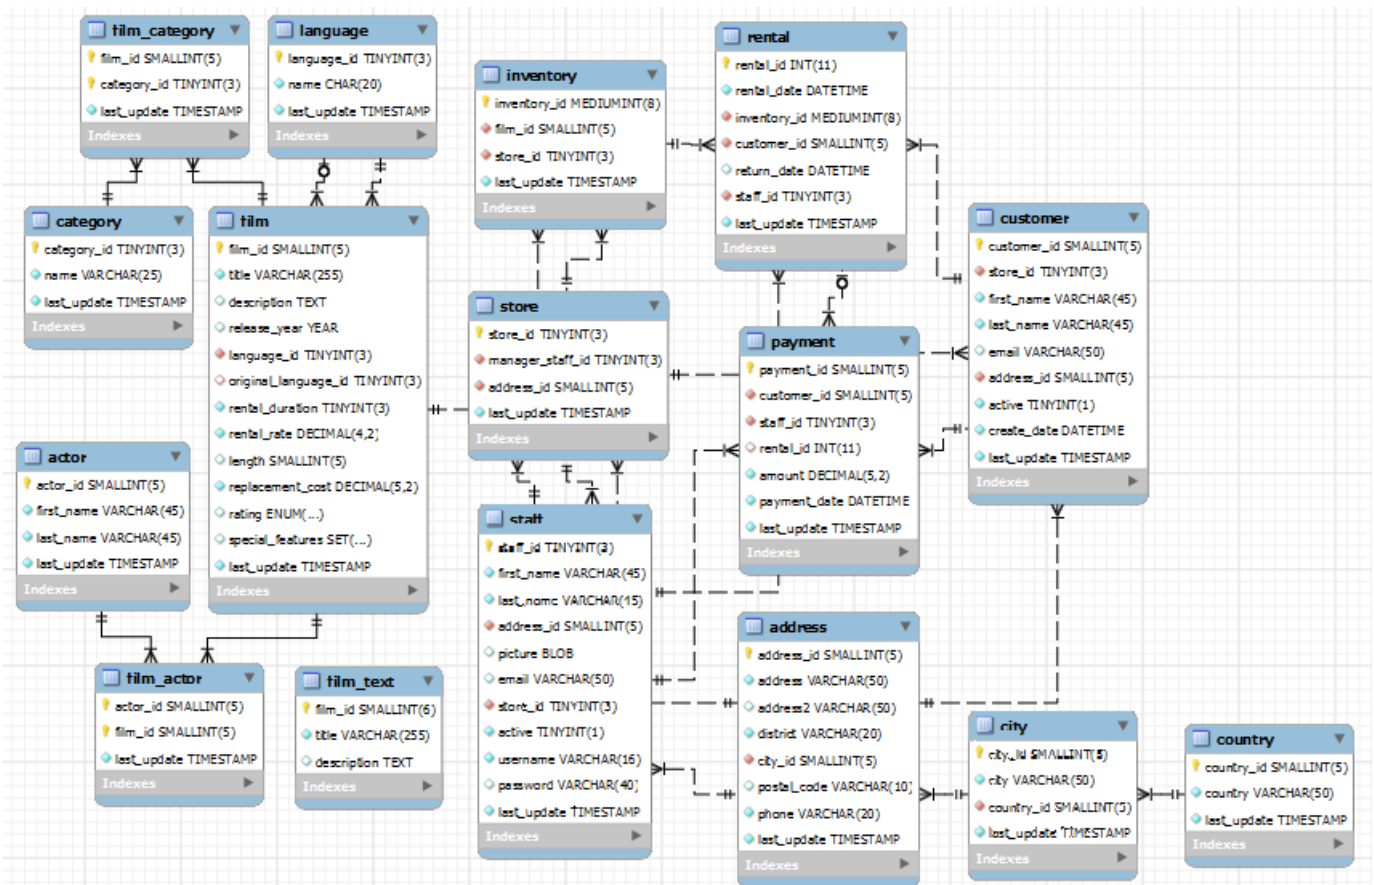 film_category
film_id SMALLINT(5)
category_id TINYINT(3)
last_update TIMESTAMP
Indexes
language
language_id TINYINT(3)
name CHAR(20)
last_update TIMESTAMP
Indexes
inventory
inventory_id MEDIUMINT(8)
film_id SMALLINT(5)
store_id TINYINT(3)
last_update TIMESTAMP
Indexes
rental
rental_id INT(11)
rental_date DATETIME
inventory_id MEDIUMINT(8)
customer_id SMALLINT(5)
return_date DATETIME
staff_id TINYINT(3)
last_update TIMESTAMP
Indexes
category
category_id TINYINT(3)
name VARCHAR(25)
last_update TIMESTAMP
Indexes
film
film_id SMALLINT(5)
title VARCHAR(255)
description TEXT
release_year YEAR
language_id TINYINT(3)
original_language_id TINYINT(3)
rental_duration TINYINT(3)
rental_rate DECIMAL(4,2)
length SMALLINT(5)
replacement_cost DECIMAL(5,2)
rating ENUM(...)
special_features SET(...)
last_update TIMESTAMP
Indexes
customer
customer_id SMALLINT(5)
store_id TINYINT(3)
first_name VARCHAR(45)
last_name VARCHAR(45)
email VARCHAR(50)
address_id SMALLINT(5)
active TINYINT(1)
create_date DATETIME
last_update TIMESTAMP
Indexes
store
store_id TINYINT(3)
manager_staff_id TINYINT(3)
address_id SMALLINT(5)
last_update TIMESTAMP
Indexes
payment
payment_id SMALLINT(5)
customer_id SMALLINT(5)
staff_id TINYINT(3)
rental_id INT(11)
amount DECIMAL(5,2)
payment_date DATETIME
last_update TIMESTAMP
Indexes
actor
actor_id SMALLINT(5)
first_name VARCHAR(45)
last_name VARCHAR(45)
last_update TIMESTAMP
Indexes
staff
staff_id TINYINT(3)
first_name VARCHAR(45)
last_name VARCHAR(45)
address_id SMALLINT(5)
picture BLOB
email VARCHAR(50)
store_id TINYINT(3)
active TINYINT(1)
username VARCHAR(16)
password VARCHAR(40)
last_update TIMESTAMP
Indexes
address
address_id SMALLINT(5)
address VARCHAR(50)
address2 VARCHAR(50)
district VARCHAR(20)
city_id SMALLINT(5)
postal_code VARCHAR(10)
phone VARCHAR(20)
last_update TIMESTAMP
Indexes
film_actor
actor_id SMALLINT(5)
film_id SMALLINT(5)
last_update TIMESTAMP
Indexes
film_text
film_id SMALLINT(6)
title VARCHAR(255)
description TEXT
Indexes
city
city_id SMALLINT(5)
city VARCHAR(50)
country_id SMALLINT(5)
last_update TIMESTAMP
Indexes
country
country_id SMALLINT(5)
country VARCHAR(50)
last_update TIMESTAMP
Indexes